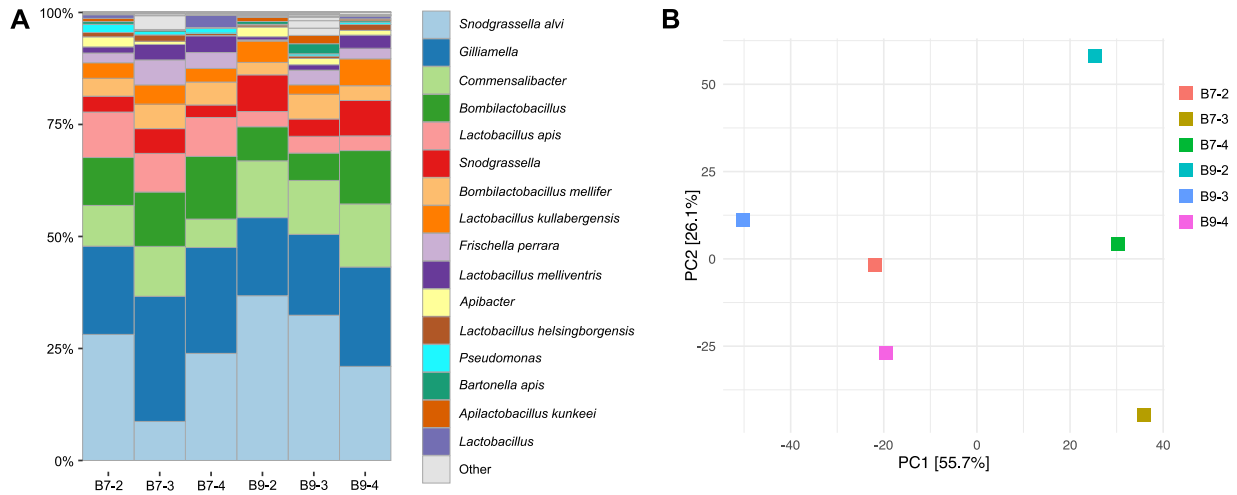 A
100%
75%
50%
25%
0%
B7-2 B7-3 B7-4 B9-2 B9-3 B9-4
Snodgrassella alvi
Gilliamella
Commensalibacter
Bombilactobacillus
Lactobacillus apis
Snodgrassella
Bombilactobacillus mellifer
Lactobacillus kullabergensis
Frischella perrara
Lactobacillus melliventris
Apibacter
Lactobacillus helsingborgensis
Pseudomonas
Bartonella apis
Apilactobacillus kunkeei
Lactobacillus
Other
B
PC2 [26.1%]
50
25
0
-25
-40 -20 0 20 40
PC1 [55.7%]
B7-2
B7-3
B7-4
B9-2
B9-3
B9-4